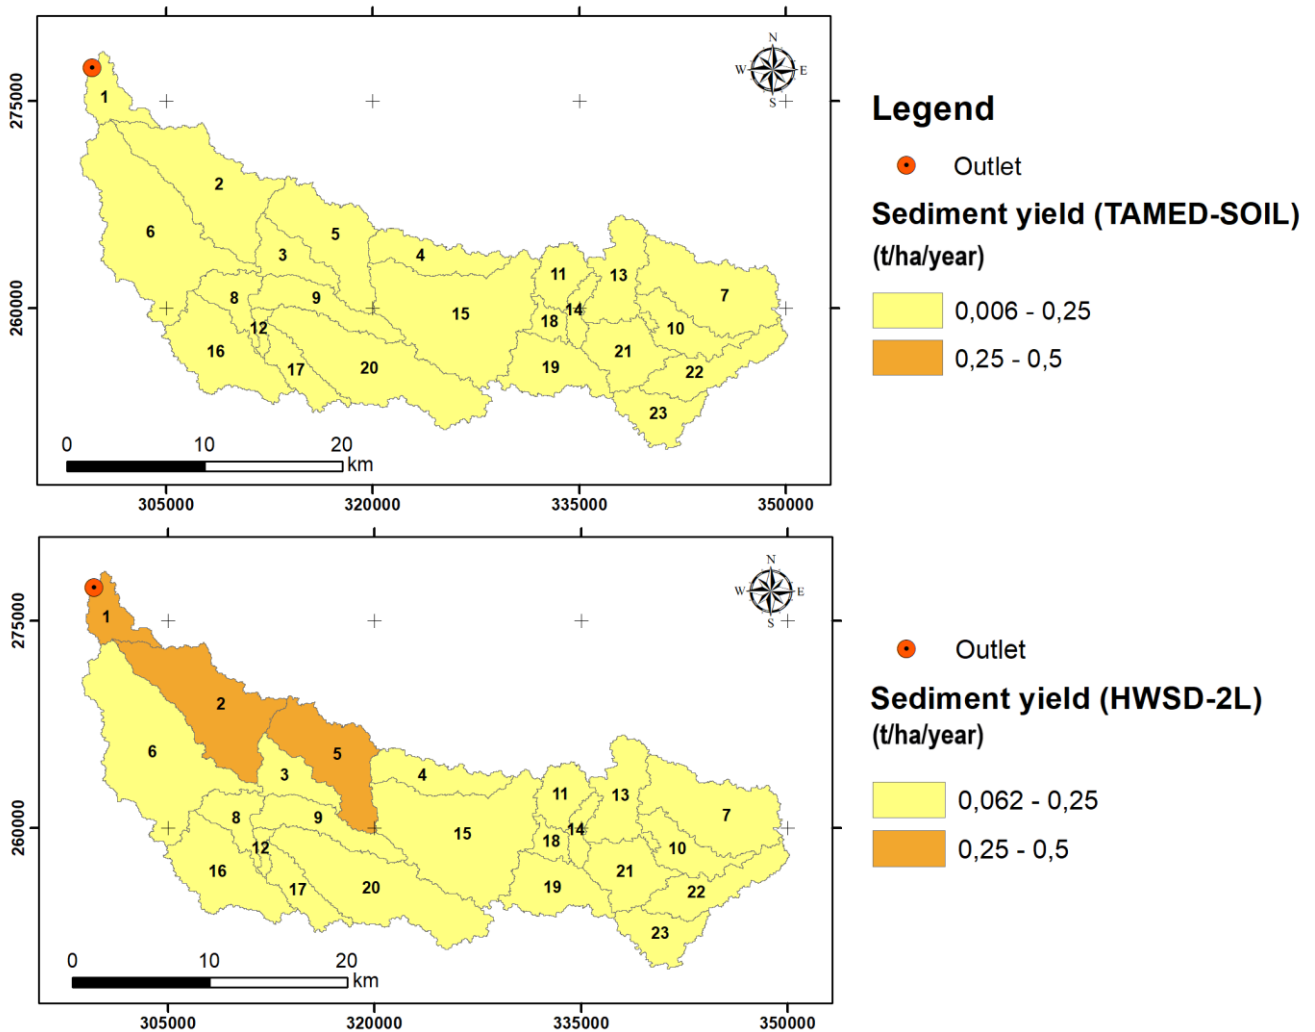 N
W E
S
275000
260000
1
2
5
6
3
4
11
13
7
8
9
14
12
15
18
10
16
17
20
19
21
22
23
0 10 20
km
305000 320000 335000 350000
Legend
Outlet
Sediment yield (TAMED-SOIL)
(t/ha/year)
0,006 - 0,25
0,25 - 0,5
N
W E
S
275000
260000
1
2
5
6
3
4
11
13
7
8
9
14
12
15
18
10
16
17
20
19
21
22
23
0 10 20
km
305000 320000 335000 350000
Outlet
Sediment yield (HWSD-2L)
(t/ha/year)
0,062 - 0,25
0,25 - 0,5